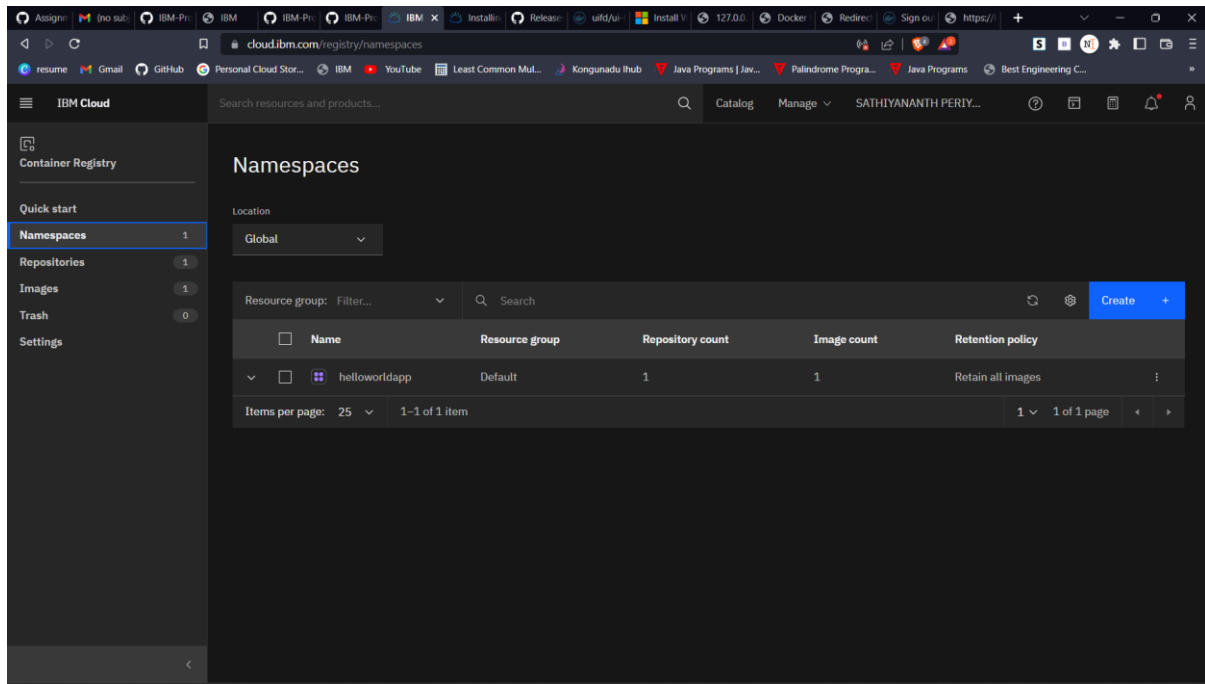 Assignn M (no subj IBM-Pro IBM IBM-Pro IBM-Pro IBM Installin Release uifd/ui- Install V 127.0.0. Docker Redirec Sign ou https://
cloud.ibm.com/registry/namespaces
resume Gmail GitHub Personal Cloud Stor... IBM YouTube Least Common Mul... Kongunadu Ihub Java Programs | Jav... Palindrome Progra... Java Programs Best Engineering C... »
IBM Cloud Search resources and products... Catalog Manage SATHIYANANTH PERIY...
Container Registry
Quick start
Namespaces 1
Repositories 1
Images 1
Trash 0
Settings
Namespaces
Location
Global
Resource group: Filter... Search Create +
Name Resource group Repository count Image count Retention policy
helloworldapp Default 1 1 Retain all images
Items per page: 25 1–1 of 1 item 1 1 of 1 page